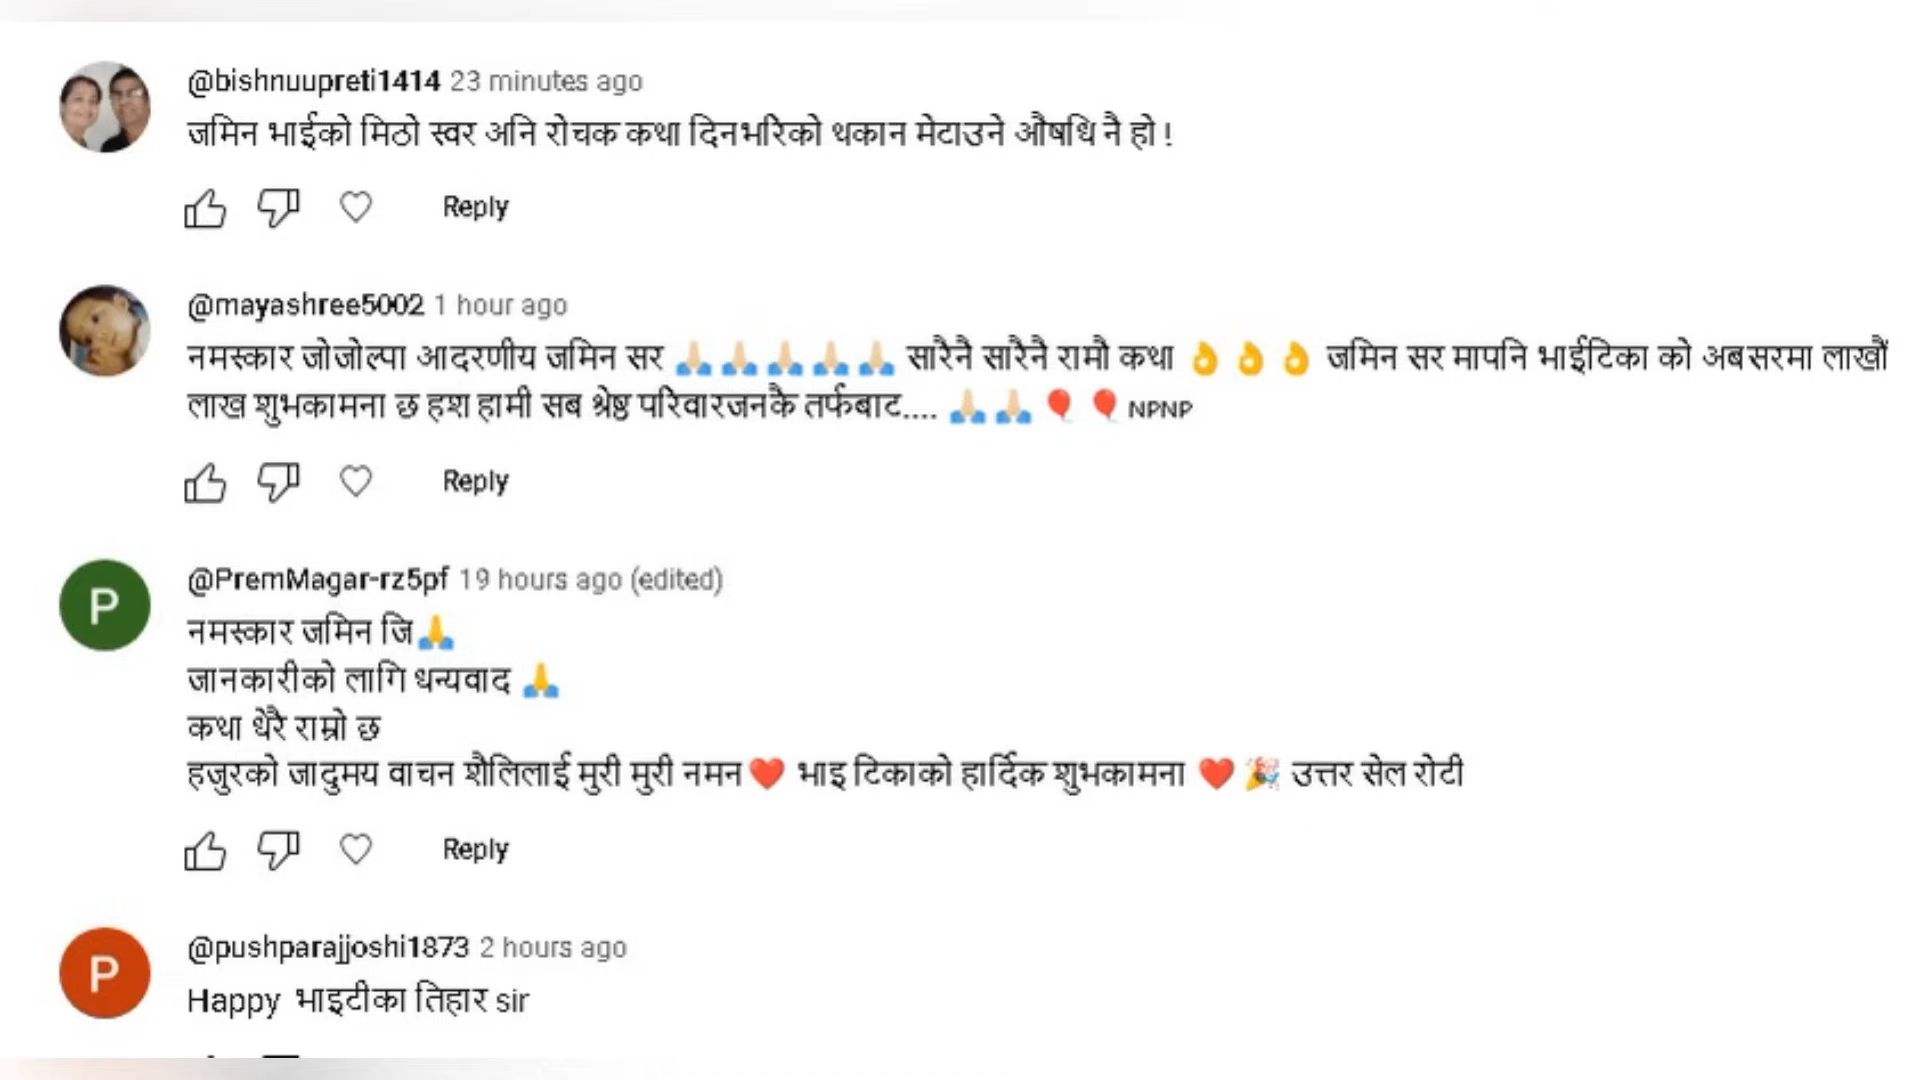 @bishnuupreti1414 23 minutes ago
जमिन भाईको मिठो स्वर अनि रोचक कथा दिनभरिको थकान मेटाउने औषधि नै हो !
Reply
@mayashree5002 1 hour ago
नमस्कार जोजोल्पा आदरणीय जमिन सर 🙏🏻🙏🏻🙏🏻🙏🏻🙏🏻 सारैनै सारैनै रामौ कथा 👌👌👌 जमिन सर मापनि भाईटिका को अबसरमा लाखौं
लाख शुभकामना छ हश हामी सब श्रेष्ठ परिवारजनकै तर्फबाट.... 🙏🏻🙏🏻🎈🎈NPNP
Reply
P
@PremMagar-rz5pf 19 hours ago (edited)
नमस्कार जमिन जि🙏
जानकारीको लागि धन्यवाद 🙏
कथा धेरै राम्रो छ
हजुरको जादुमय वाचन शैलिलाई मुरी मुरी नमन❤️ भाइ टिकाको हार्दिक शुभकामना ❤️🎉 उत्तर सेल रोटी
Reply
P
@pushparajjoshi1873 2 hours ago
Happy भाइटीका तिहार sir